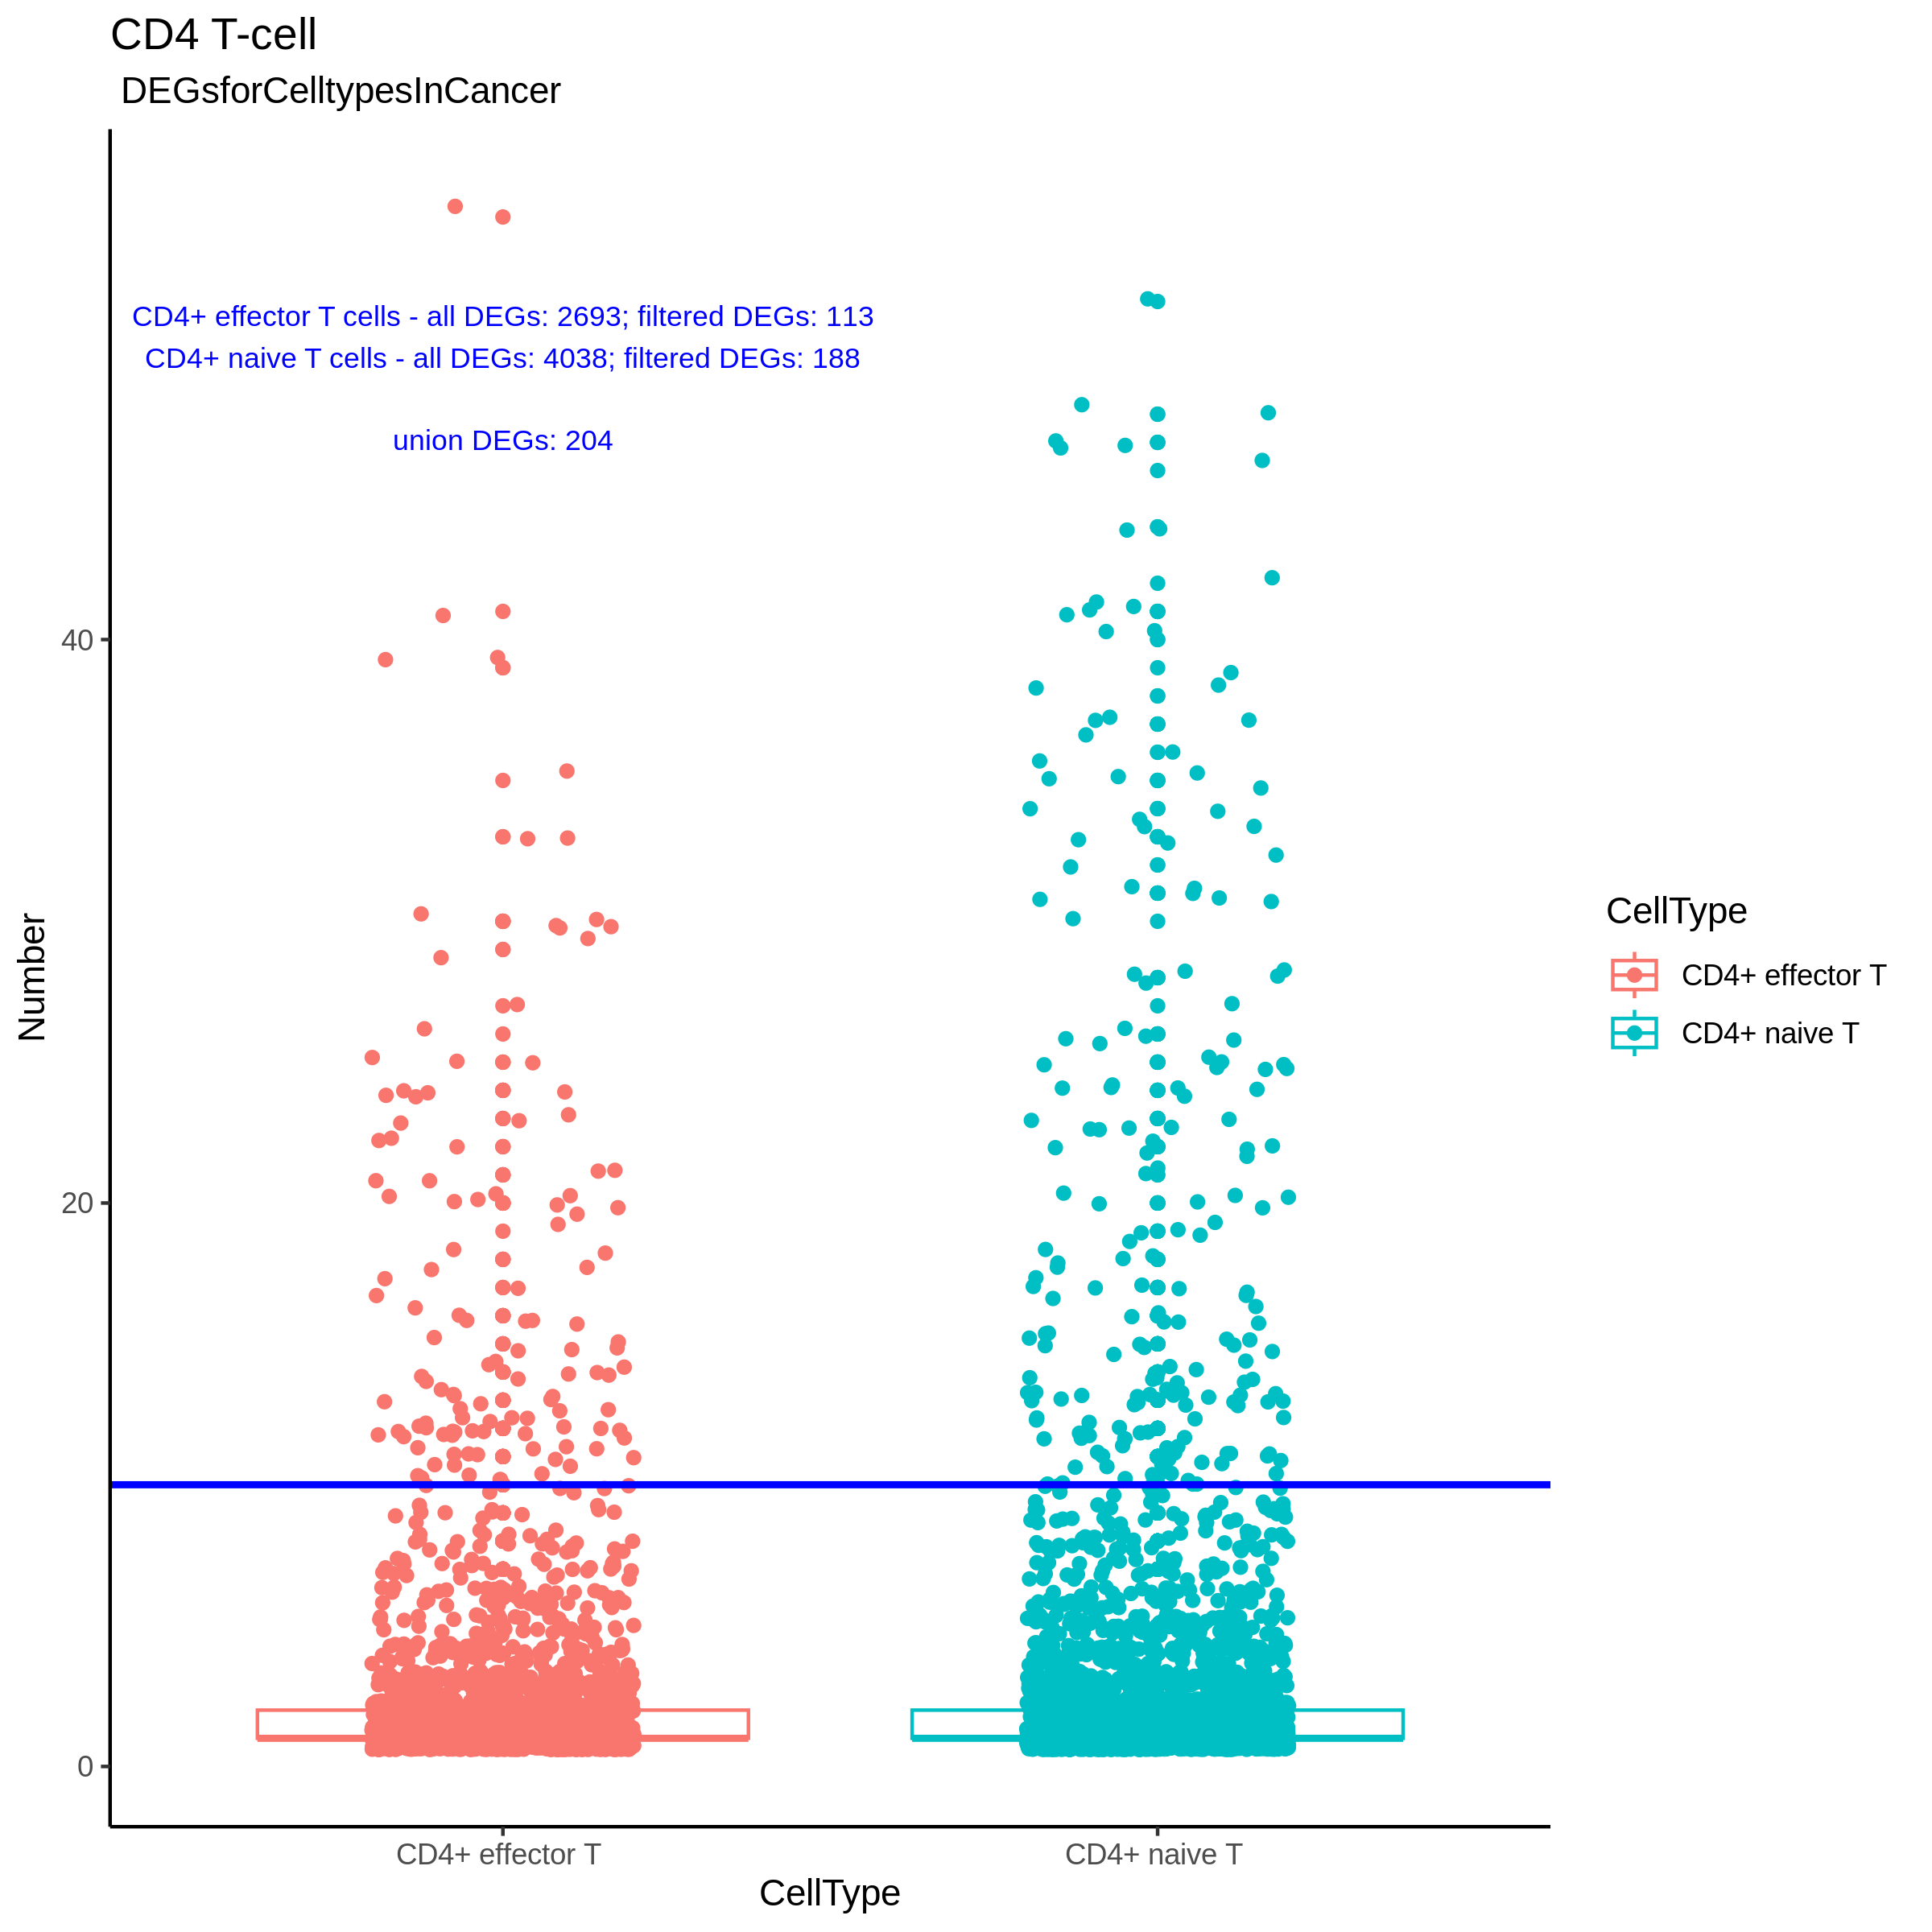 CD4 T-cell
DEGsforCelltypesInCancer
CD4+ effector T cells - all DEGs: 2693; filtered DEGs: 113
CD4+ naive T cells - all DEGs: 4038; filtered DEGs: 188
union DEGs: 204
Number
40
20
0
CD4+ effector T
CD4+ naive T
CellType
CellType
CD4+ effector T
CD4+ naive T